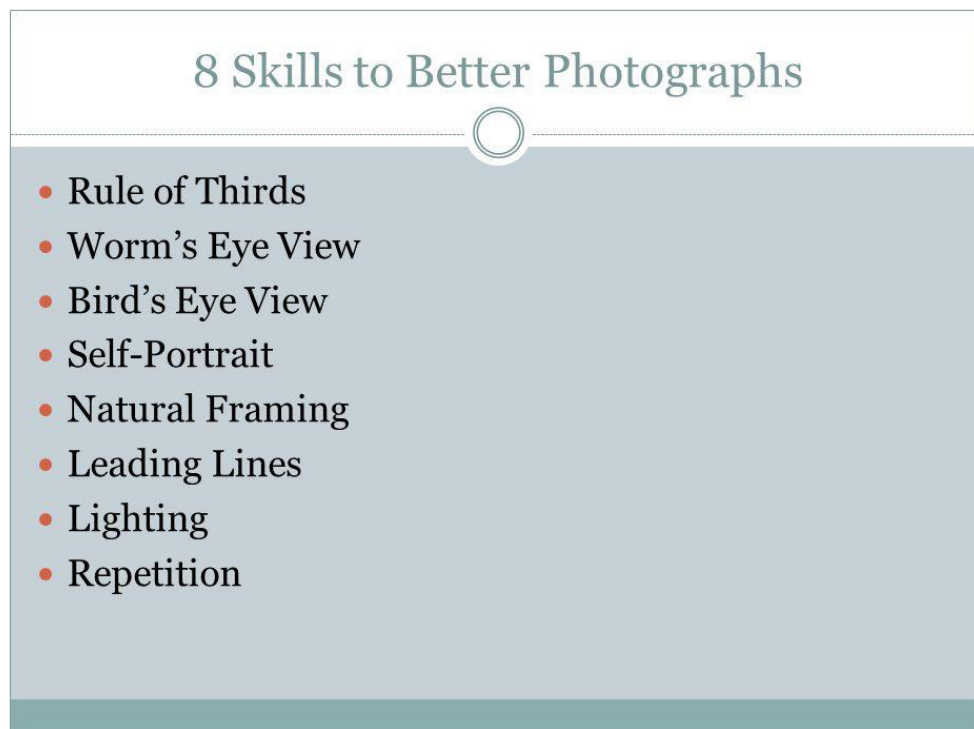 8 Skills to Better Photographs
• Rule of Thirds
• Worm’s Eye View
• Bird’s Eye View
• Self-Portrait
• Natural Framing
• Leading Lines
• Lighting
• Repetition